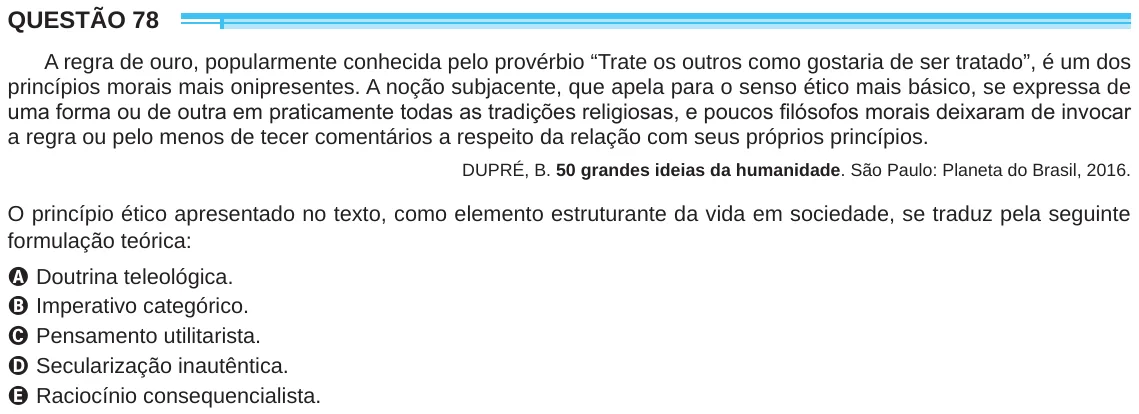 QUESTÃO 78
A regra de ouro, popularmente conhecida pelo provérbio “Trate os outros como gostaria de ser tratado”, é um dos
princípios morais mais onipresentes. A noção subjacente, que apela para o senso ético mais básico, se expressa de
uma forma ou de outra em praticamente todas as tradições religiosas, e poucos filósofos morais deixaram de invocar
a regra ou pelo menos de tecer comentários a respeito da relação com seus próprios princípios.
DUPRÉ, B. 50 grandes ideias da humanidade. São Paulo: Planeta do Brasil, 2016.
O princípio ético apresentado no texto, como elemento estruturante da vida em sociedade, se traduz pela seguinte
formulação teórica:
A Doutrina teleológica.
B Imperativo categórico.
C Pensamento utilitarista.
D Secularização inautêntica.
E Raciocínio consequencialista.